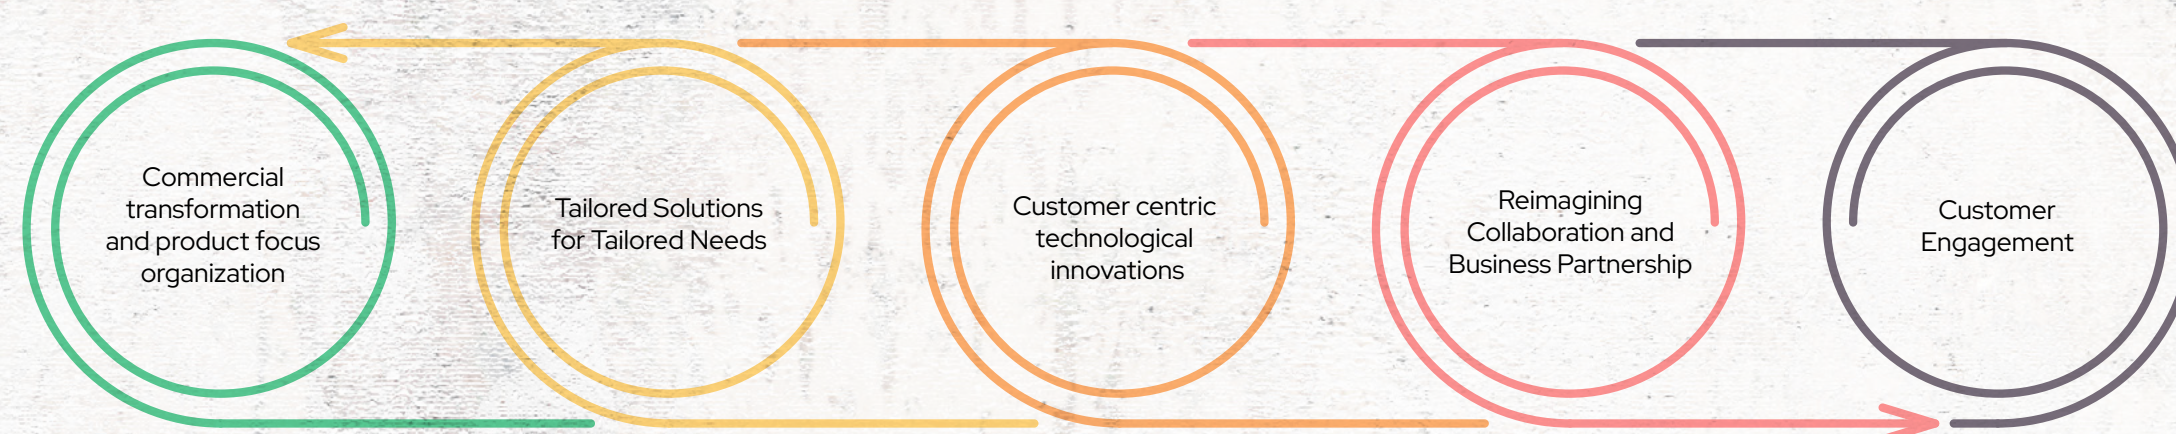 Commercial
transformation
and product focus
organization
Tailored Solutions
for Tailored Needs
Customer centric
technological
innovations
Reimagining
Collaboration and
Business Partnership
Customer
Engagement